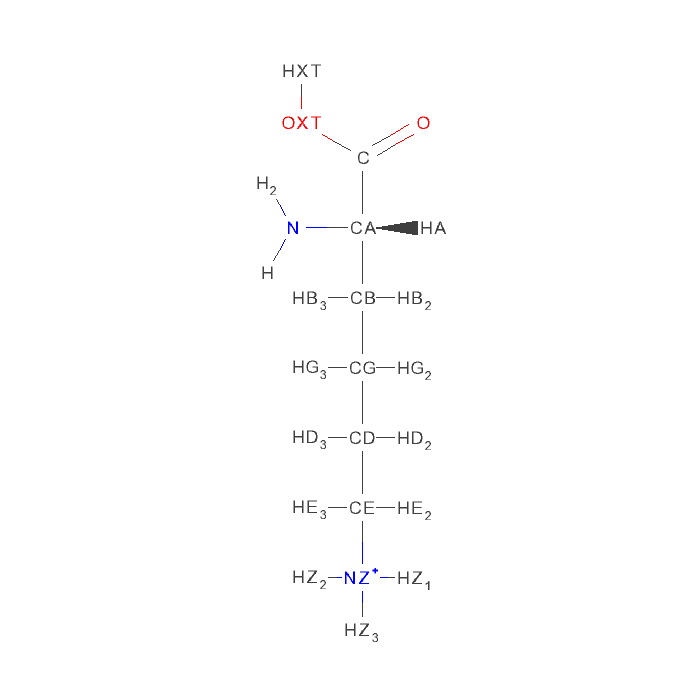 HXT
OXT O
C
H2
N CA HA
H
HB3 CB HB2
HG3 CG HG2
HD3 CD HD2
HE3 CE HE2
HZ2 NZ+ HZ1
HZ3